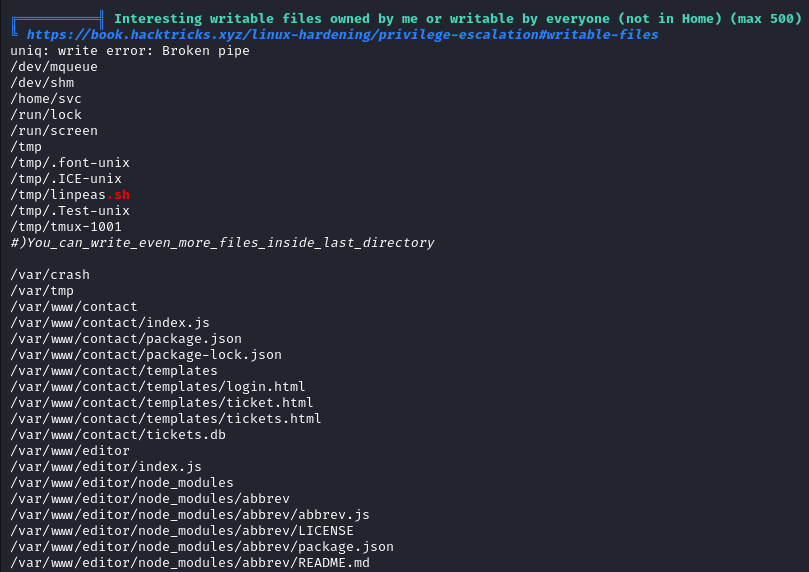 ╔══════════╣ Interesting writable files owned by me or writable by everyone (not in Home) (max 500)
╚ https://book.hacktricks.xyz/linux-hardening/privilege-escalation#writable-files
uniq: write error: Broken pipe
/dev/mqueue
/dev/shm
/home/svc
/run/lock
/run/screen
/tmp
/tmp/.font-unix
/tmp/.ICE-unix
/tmp/linpeas.sh
/tmp/.Test-unix
/tmp/tmux-1001
#)You_can_write_even_more_files_inside_last_directory

/var/crash
/var/tmp
/var/www/contact
/var/www/contact/index.js
/var/www/contact/package.json
/var/www/contact/package-lock.json
/var/www/contact/templates
/var/www/contact/templates/login.html
/var/www/contact/templates/ticket.html
/var/www/contact/templates/tickets.html
/var/www/contact/tickets.db
/var/www/editor
/var/www/editor/index.js
/var/www/editor/node_modules
/var/www/editor/node_modules/abbrev
/var/www/editor/node_modules/abbrev/abbrev.js
/var/www/editor/node_modules/abbrev/LICENSE
/var/www/editor/node_modules/abbrev/package.json
/var/www/editor/node_modules/abbrev/README.md